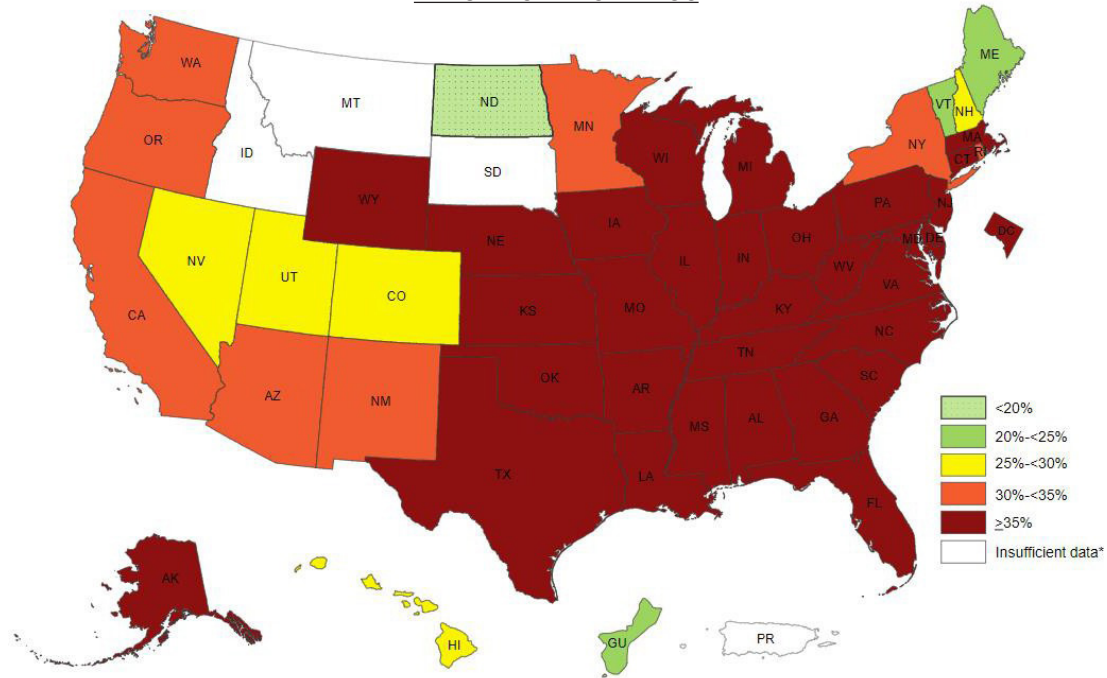 WA
MT
ND
MN
ME
VT
NH
OR
ID
SD
WI
MI
NY
MA
CT
RI
WY
IA
PA
NJ
NE
OH
MD
DE
DC
NV
UT
CO
IL
IN
WV
VA
CA
KS
MO
KY
NC
TN
AZ
NM
OK
AR
SC
MS
AL
GA
TX
LA
FL
<20%
20%-<25%
25%-<30%
30%-<35%
≥35%
Insufficient data*
AK
HI
GU
PR